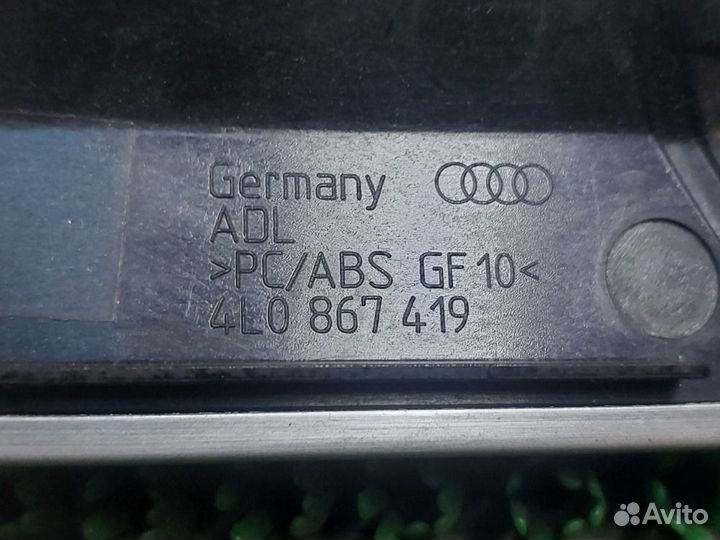 Germany
ADL
>PC/ABS GF10<
4L0 867 419
Avito